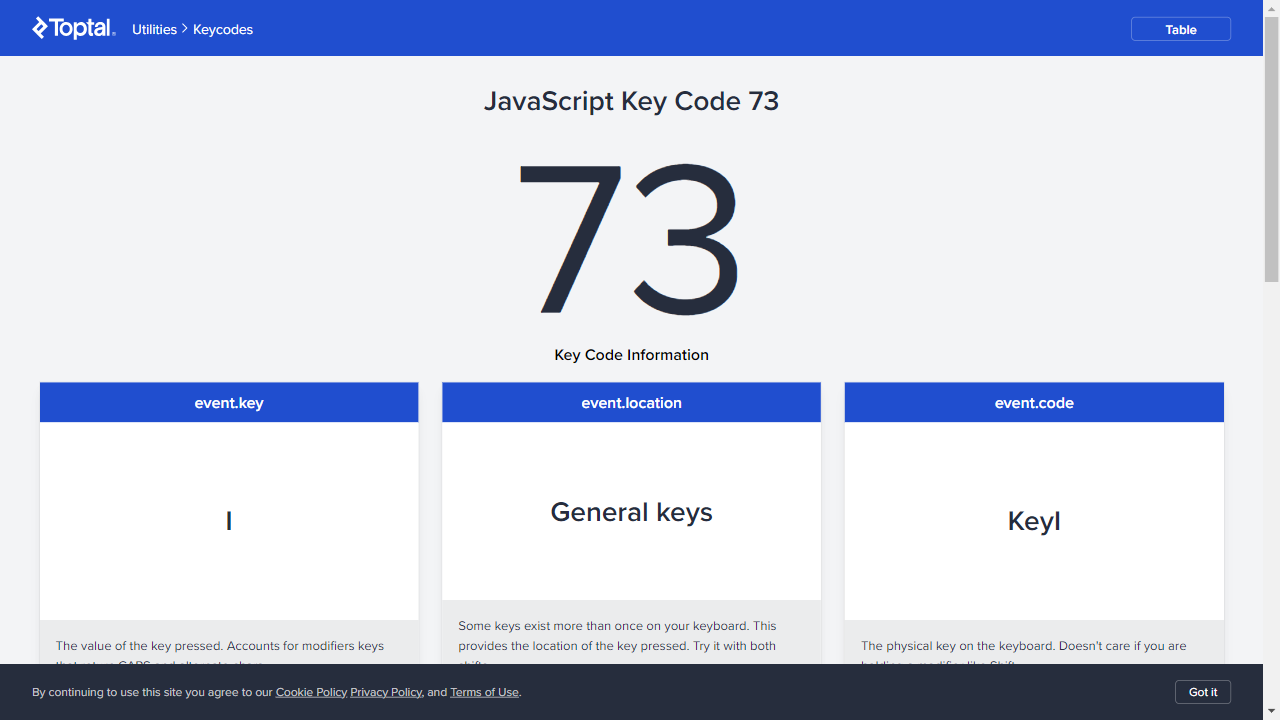 Toptal
Utilities > Keycodes
Table
JavaScript Key Code 73
73
Key Code Information
event.key
I
The value of the key pressed. Accounts for modifiers keys
event.location
General keys
Some keys exist more than once on your keyboard. This
provides the location of the key pressed. Try it with both
event.code
KeyI
The physical key on the keyboard. Doesn't care if you are
By continuing to use this site you agree to our Cookie Policy Privacy Policy, and Terms of Use.
Got it